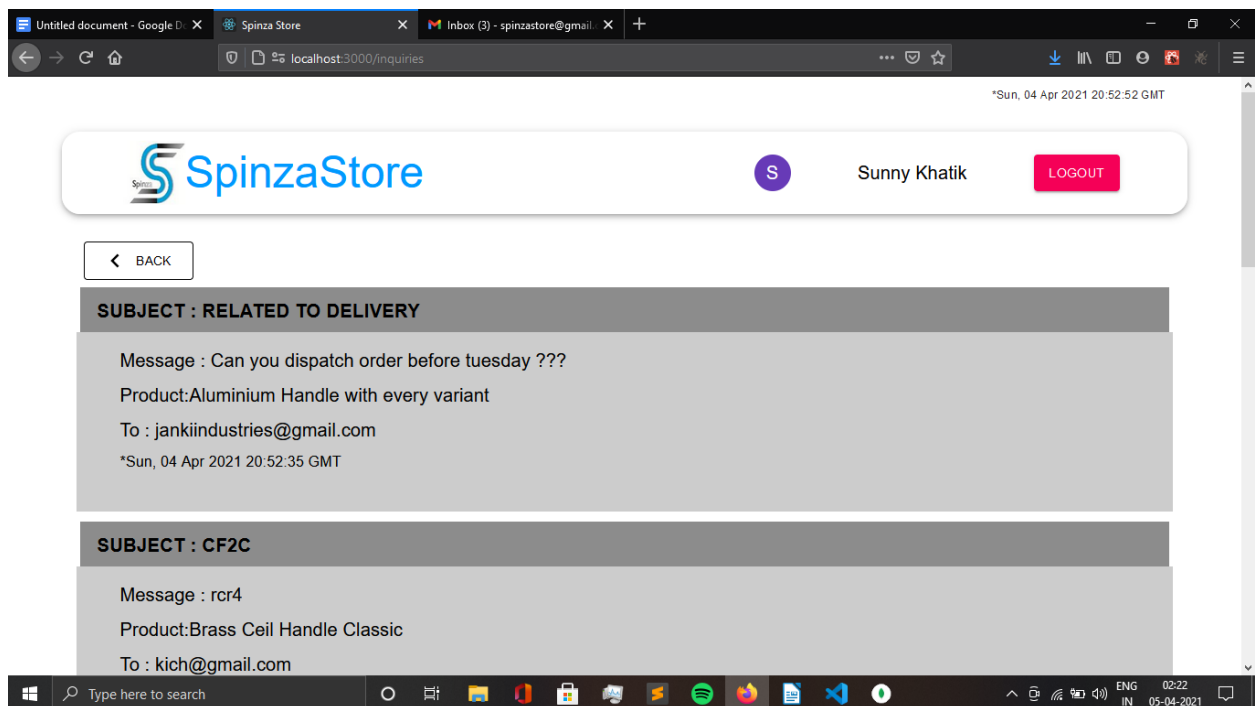 Untitled document - Google Do
Spinza Store
Inbox (3) - spinzastore@gmail.c
localhost:3000/inquiries
*Sun, 04 Apr 2021 20:52:52 GMT
Spinza
SpinzaStore
S
Sunny Khatik
LOGOUT
BACK
SUBJECT : RELATED TO DELIVERY
Message : Can you dispatch order before tuesday ???
Product:Aluminium Handle with every variant
To : jankiindustries@gmail.com
*Sun, 04 Apr 2021 20:52:35 GMT
SUBJECT : CF2C
Message : rcr4
Product:Brass Ceil Handle Classic
To : kich@gmail.com
Type here to search
ENG
IN
02:22
05-04-2021